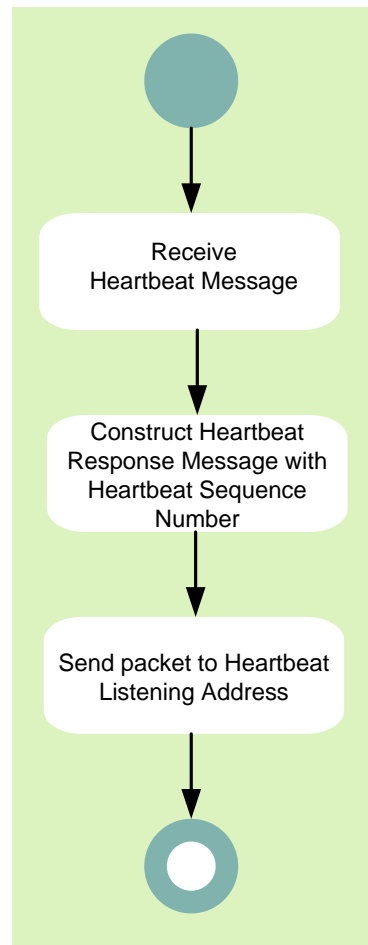 Receive
Heartbeat Message
Construct Heartbeat
Response Message with
Heartbeat Sequence
Number
Send packet to Heartbeat
Listening Address